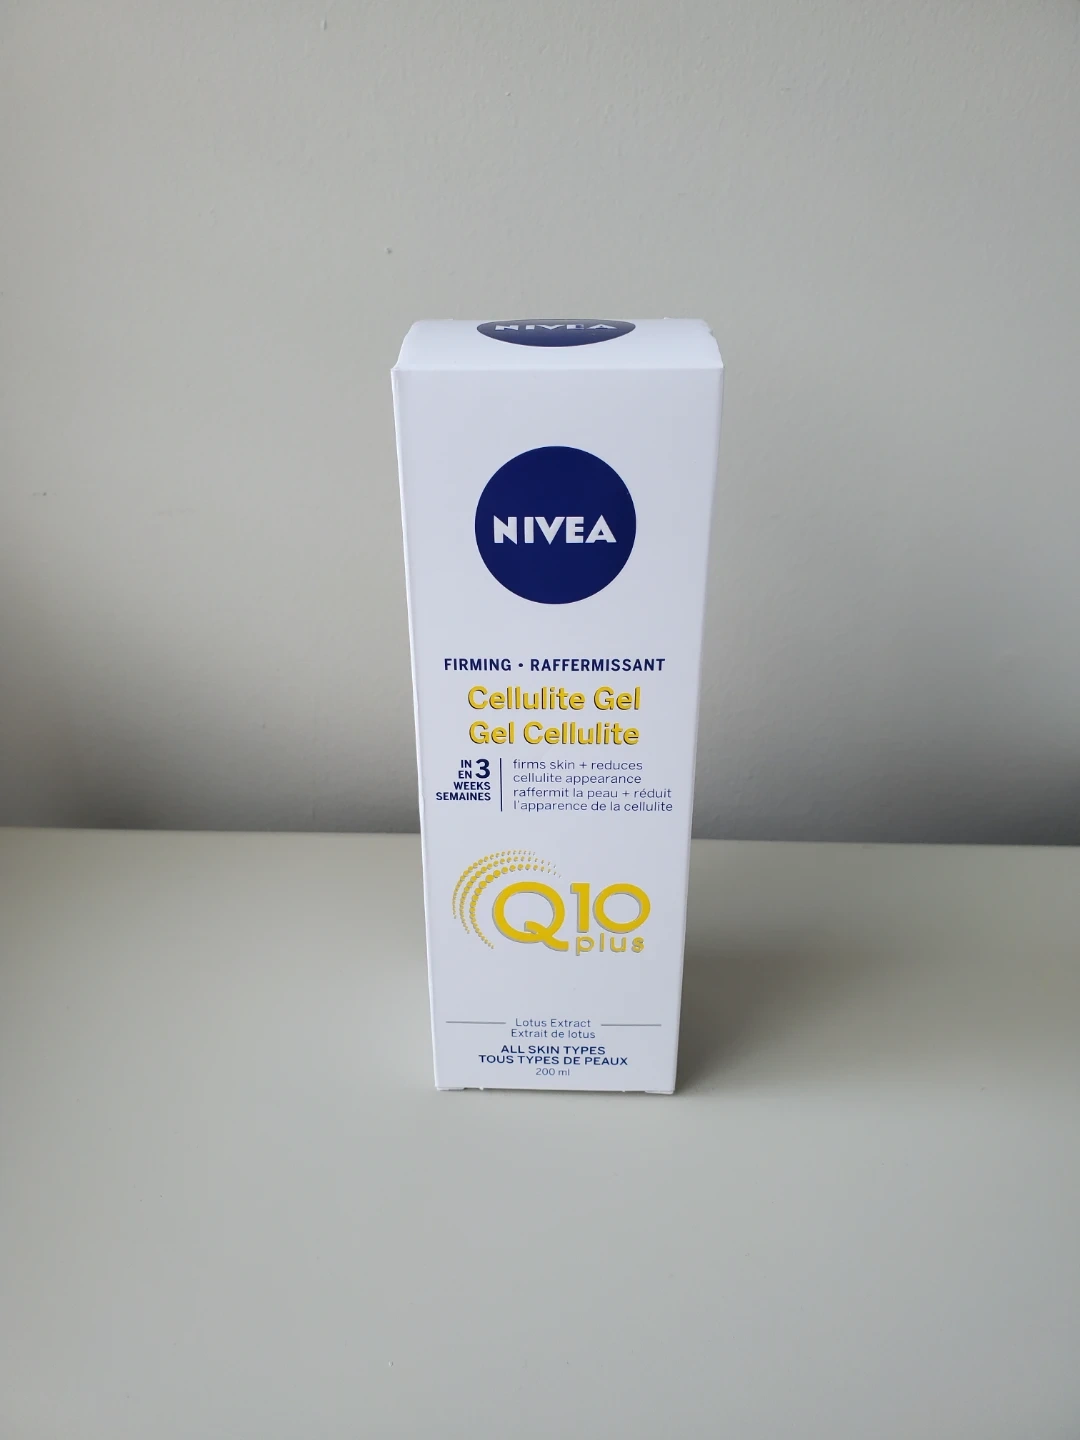 NIVEA
NIVEA
FIRMING • RAFFERMISSANT
Cellulite Gel
Gel Cellulite
IN
EN 3
WEEKS
SEMAINES
firms skin + reduces
cellulite appearance
raffermit la peau + réduit
l'apparence de la cellulite
Q10
plus
Lotus Extract
Extrait de lotus
ALL SKIN TYPES
TOUS TYPES DE PEAUX
200 ml